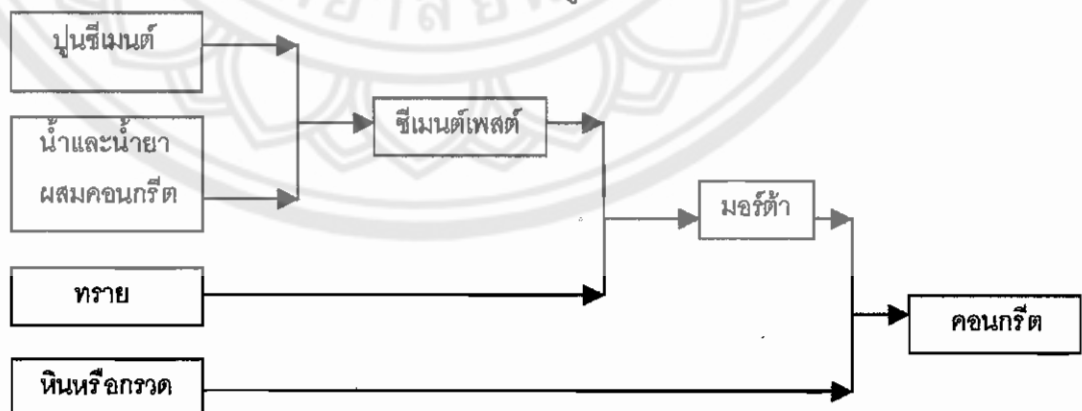 ปูนซีเมนต์
น้ำและน้ำยา
ผสมคอนกรีต
ซีเมนต์เพสต์
มอร์ต้า
ทราย
คอนกรีต
หินหรือกรวด